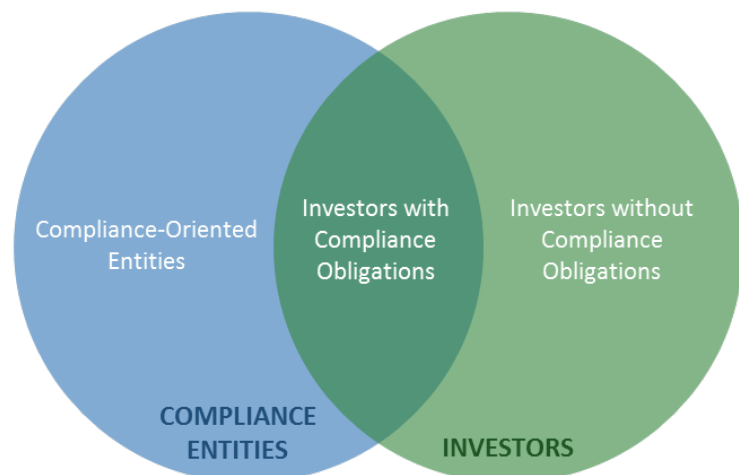 Compliance-Oriented
Entities
Investors with
Compliance
Obligations
Investors without
Compliance
Obligations
COMPLIANCE
ENTITIES
INVESTORS